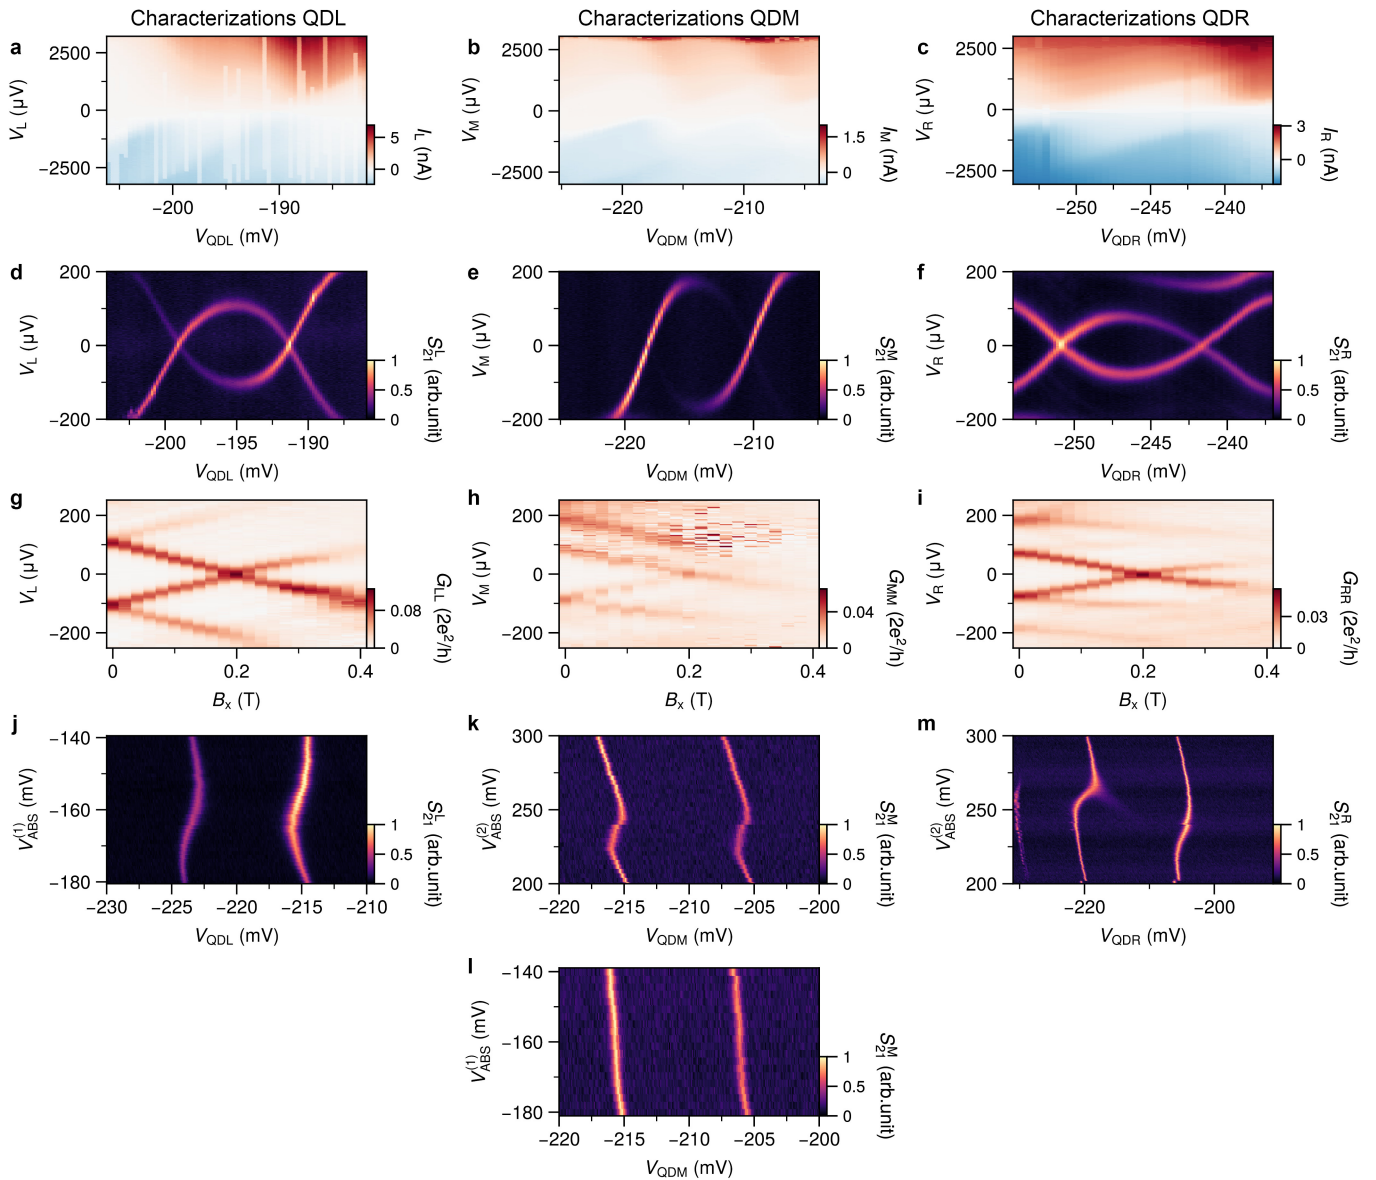 Characterizations QDL
Characterizations QDM
Characterizations QDR
a
2500
0
−2500
V_L (µV)
−200
−190
V_QDL (mV)
5
0
I_L (nA)
b
2500
0
−2500
V_M (µV)
−220
−210
V_QDM (mV)
1.5
0
I_M (nA)
c
2500
0
−2500
V_R (µV)
−250
−245
−240
V_QDR (mV)
3
0
I_R (nA)
d
200
0
−200
V_L (µV)
−200
−195
−190
V_QDL (mV)
1
0.5
0
S_21^L (arb.unit)
e
200
0
−200
V_M (µV)
−220
−210
V_QDM (mV)
1
0.5
0
S_21^M (arb.unit)
f
200
0
−200
V_R (µV)
−250
−245
−240
V_QDR (mV)
1
0.5
0
S_21^R (arb.unit)
g
200
0
−200
V_L (µV)
0
0.2
0.4
B_x (T)
0.08
0
G_LL (2e²/h)
h
200
0
−200
V_M (µV)
0
0.2
0.4
B_x (T)
0.04
0
G_MM (2e²/h)
i
200
0
−200
V_R (µV)
0
0.2
0.4
B_x (T)
0.03
0
G_RR (2e²/h)
j
−140
−160
−180
V_ABS^(1) (mV)
−230
−225
−220
−215
−210
V_QDL (mV)
1
0.5
0
S_21^L (arb.unit)
k
300
250
200
V_ABS^(2) (mV)
−220
−215
−210
−205
−200
V_QDM (mV)
1
0.5
0
S_21^M (arb.unit)
m
300
250
200
V_ABS^(2) (mV)
−220
−200
V_QDR (mV)
1
0.5
0
S_21^R (arb.unit)
l
−140
−160
−180
V_ABS^(1) (mV)
−220
−215
−210
−205
−200
V_QDM (mV)
1
0.5
0
S_21^M (arb.unit)